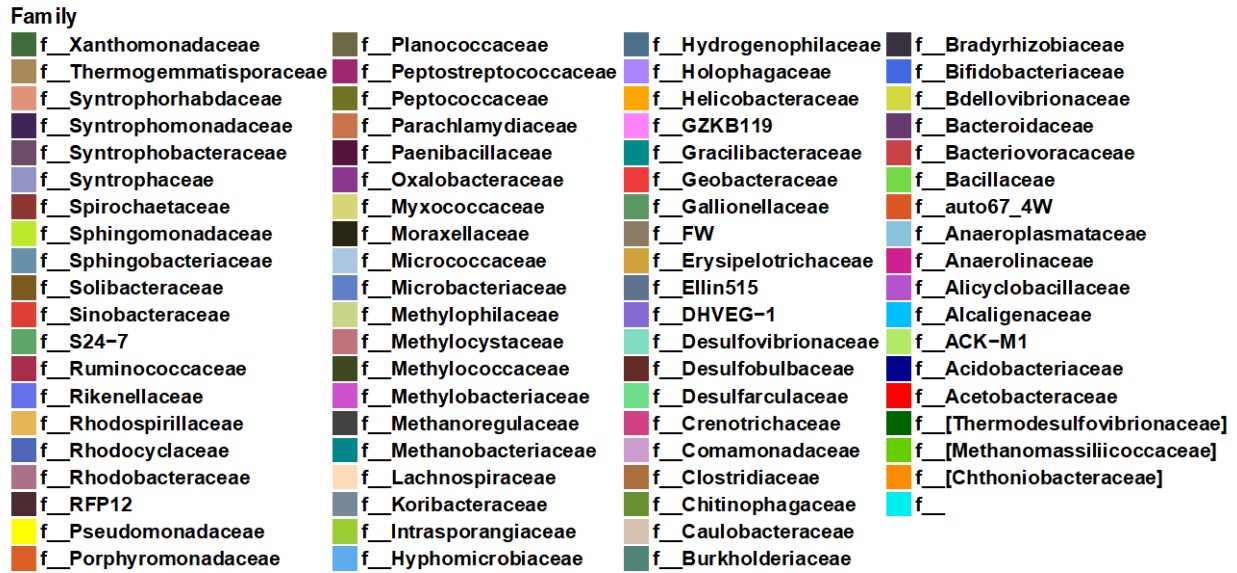 Family
f__Xanthomonadaceae
f__Thermogemmatisporaceae
f__Syntrophorhabdaceae
f__Syntrophomonadaceae
f__Syntrophobacteraceae
f__Syntrophaceae
f__Spirochaetaceae
f__Sphingomonadaceae
f__Sphingobacteriaceae
f__Solibacteraceae
f__Sinobacteraceae
f__S24−7
f__Ruminococcaceae
f__Rikenellaceae
f__Rhodospirillaceae
f__Rhodocyclaceae
f__Rhodobacteraceae
f__RFP12
f__Pseudomonadaceae
f__Porphyromonadaceae
f__Planococcaceae
f__Peptostreptococcaceae
f__Peptococcaceae
f__Parachlamydiaceae
f__Paenibacillaceae
f__Oxalobacteraceae
f__Myxococcaceae
f__Moraxellaceae
f__Micrococcaceae
f__Microbacteriaceae
f__Methylophilaceae
f__Methylocystaceae
f__Methylococcaceae
f__Methylobacteriaceae
f__Methanoregulaceae
f__Methanobacteriaceae
f__Lachnospiraceae
f__Koribacteraceae
f__Intrasporangiaceae
f__Hyphomicrobiaceae
f__Hydrogenophilaceae
f__Holophagaceae
f__Helicobacteraceae
f__GZKB119
f__Gracilibacteraceae
f__Geobacteraceae
f__Gallionellaceae
f__FW
f__Erysipelotrichaceae
f__Ellin515
f__DHVEG−1
f__Desulfovibrionaceae
f__Desulfobulbaceae
f__Desulfarculaceae
f__Crenotrichaceae
f__Comamonadaceae
f__Clostridiaceae
f__Chitinophagaceae
f__Caulobacteraceae
f__Burkholderiaceae
f__Bradyrhizobiaceae
f__Bifidobacteriaceae
f__Bdellovibrionaceae
f__Bacteroidaceae
f__Bacteriovoracaceae
f__Bacillaceae
f__auto67_4W
f__Anaeroplasmataceae
f__Anaerolinaceae
f__Alicyclobacillaceae
f__Alcaligenaceae
f__ACK−M1
f__Acidobacteriaceae
f__Acetobacteraceae
f__[Thermodesulfovibrionaceae]
f__[Methanomassiliicoccaceae]
f__[Chthoniobacteraceae]
f__